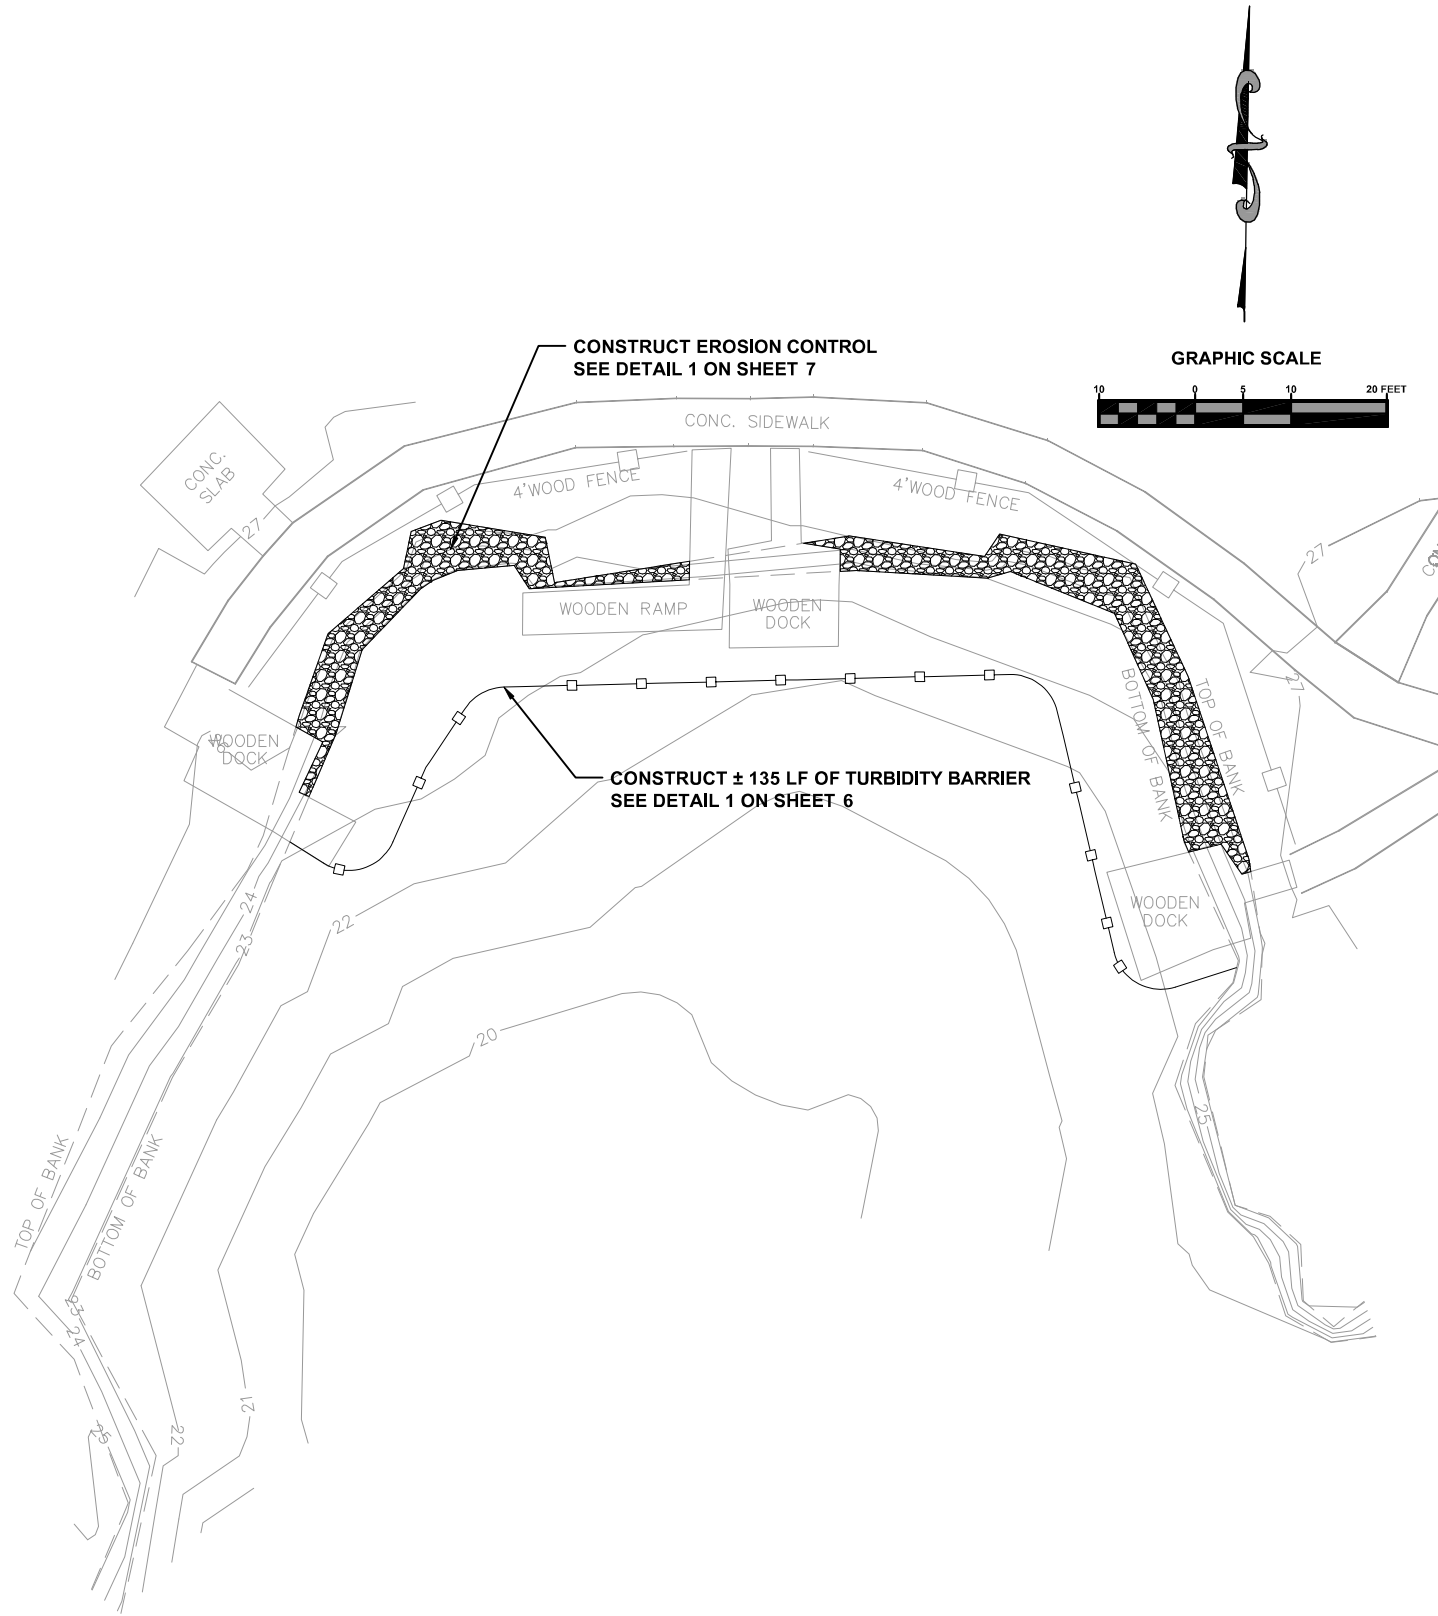 GRAPHIC SCALE
10 0 5 10 20 FEET
CONSTRUCT EROSION CONTROL
SEE DETAIL 1 ON SHEET 7
CONC. SIDEWALK
CONC.
SLAB
27
4'WOOD FENCE
4'WOOD FENCE
27
WOODEN RAMP
WOODEN
DOCK
BOTTOM OF BANK
TOP OF BANK
27
WOODEN
DOCK
CONSTRUCT ± 135 LF OF TURBIDITY BARRIER
SEE DETAIL 1 ON SHEET 6
WOODEN
DOCK
24
23
22
20
25
TOP OF BANK
BOTTOM OF BANK
23
24
25
22
21